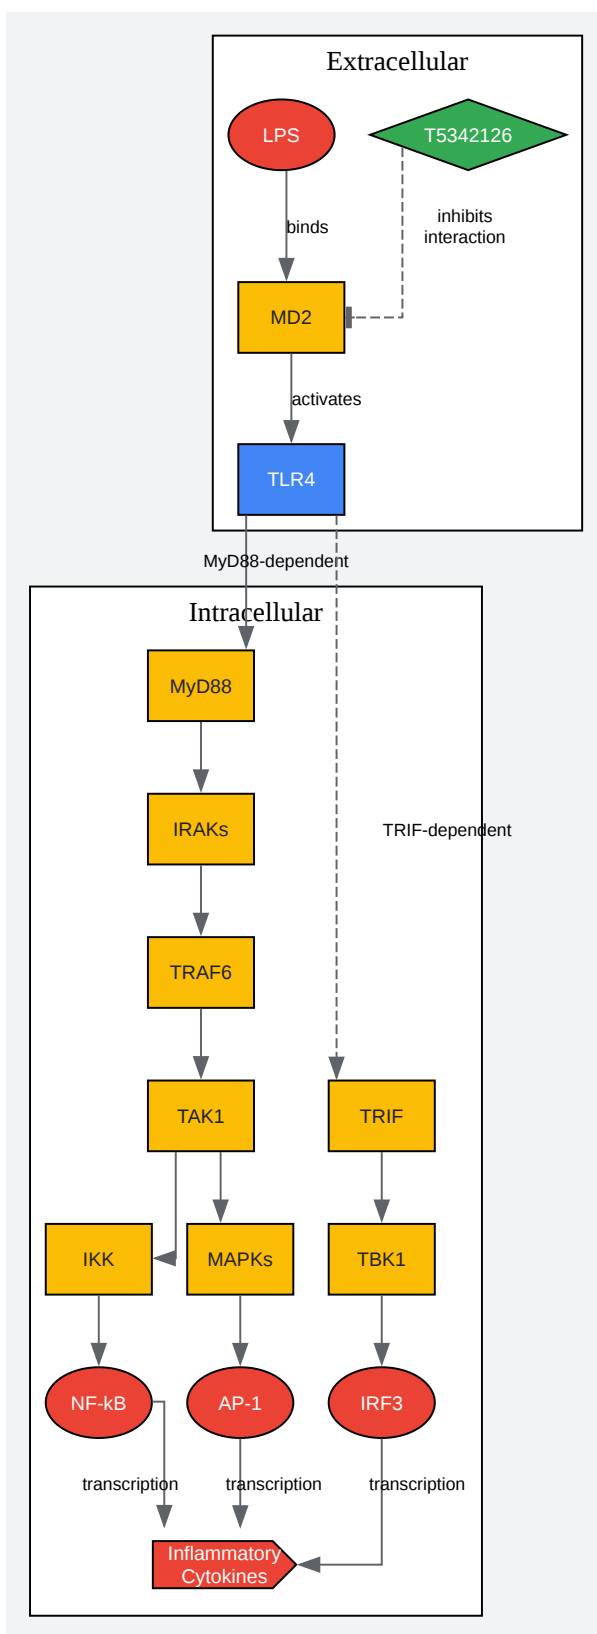 Extracellular
LPS
T5342126
binds
inhibits
interaction
MD2
activates
TLR4
MyD88-dependent
Intracellular
MyD88
IRAKs
TRIF-dependent
TRAF6
TAK1
TRIF
IKK
MAPKs
TBK1
NF-kB
AP-1
IRF3
transcription
transcription
transcription
Inflammatory
Cytokines